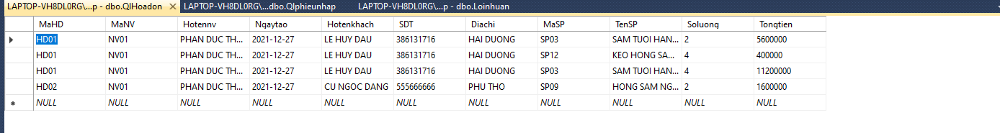 LAPTOP-VH8DL0RG\...p - dbo.QlHoadon LAPTOP-VH8DL0RG\...dbo.Qlphieunhap LAPTOP-VH8DL0RG\...p - dbo.Loinhuan
MaHD MaNV Hotennv Ngaytao Hotenkhach SDT Diachi MaSP TenSP Soluong Tongtien
HD01 NV01 PHAN DUC TH... 2021-12-27 LE HUY DAU 386131716 HAI DUONG SP03 SAM TUOI HAN... 2 5600000
HD01 NV01 PHAN DUC TH... 2021-12-27 LE HUY DAU 386131716 HAI DUONG SP12 KEO HONG SA... 4 400000
HD01 NV01 PHAN DUC TH... 2021-12-27 LE HUY DAU 386131716 HAI DUONG SP03 SAM TUOI HAN... 4 11200000
HD02 NV01 PHAN DUC TH... 2021-12-27 CU NGOC DANG 555666666 PHU THO SP09 HONG SAM NG... 2 1600000
NULL NULL NULL NULL NULL NULL NULL NULL NULL NULL NULL